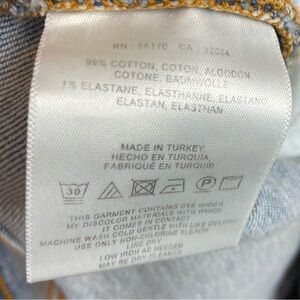 RN : 86170 CA : 32054
99% COTTON, COTON, ALGODON
COTONE, BAUMWOLLE
1% ELASTANE, ELASTHANNE, ELASTANO
ELASTAN, ELASTHAN
MADE IN TURKEY,
HECHO EN TURQUÍA,
FABRIQUÉ EN TURQUIE
30 P
THIS GARMENT CONTAINS DYE WHICH
MY DISCOLOR MATERIALS WITH WHICH
IT COMES IN CONTACT
MACHINE WASH COLD GENTLE WITH LIKE COLORS
USE ONLY NON-CHLORINE BLEACH
LINE DRY
LOW IRON AS NEEDED
MAY BE DRY CLEANED